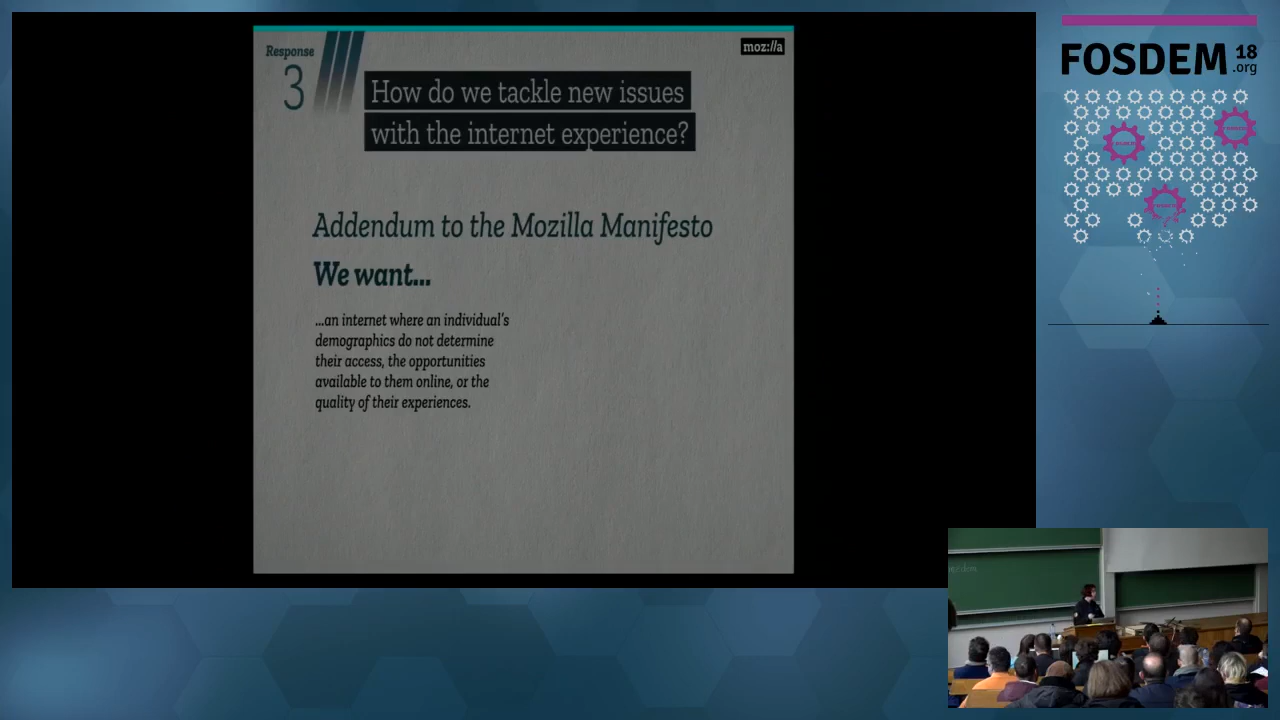 Response
3
moz://a
How do we tackle new issues
with the internet experience?
Addendum to the Mozilla Manifesto
We want...
...an internet where an individual's
demographics do not determine
their access, the opportunities
available to them online, or the
quality of their experiences.
FOSDEM 18
.org